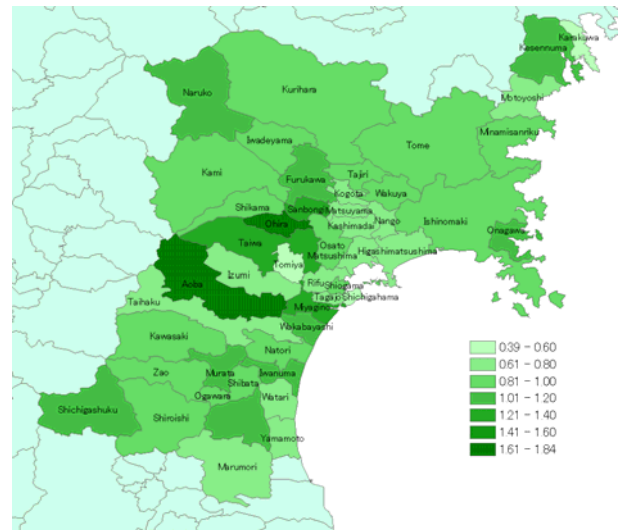 Karakuwa
Kesennuma
Naruko
Kurihara
Motoyoshi
Minamisanriku
Iwadeyama
Tome
Kami
Furukawa
Tajiri
Kogota
Wakuya
Shikama
Sanbongi
Matsuyama
Ohira
Kashimadai
Nango
Ishinomaki
Onagawa
Taiwa
Osato
Matsushima
Higashimatsushima
Tomiya
Izumi
Aoba
Rifu
Shiogama
Tagajo
Shichigahama
Taihaku
Miyagino
Wakabayashi
Kawasaki
Natori
Zao
Murata
Iwanuma
Shibata
Ogawara
Watari
Shichigashuku
Shiroishi
Yamamoto
Marumori
0.39 - 0.60
0.61 - 0.80
0.81 - 1.00
1.01 - 1.20
1.21 - 1.40
1.41 - 1.60
1.61 - 1.84